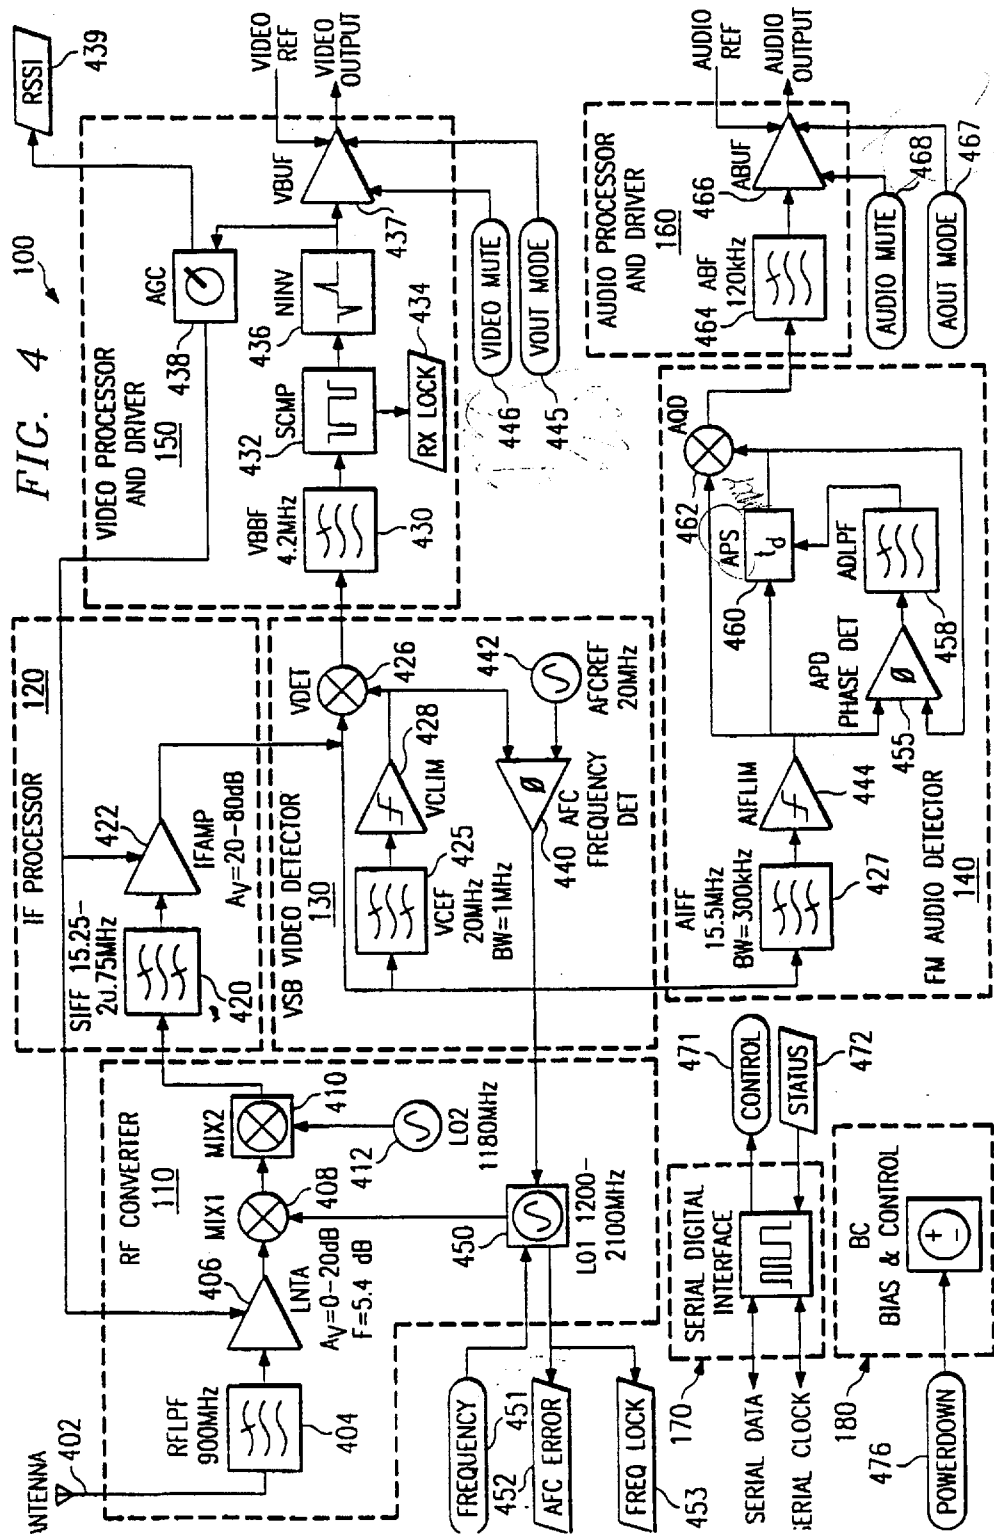 FIG. 4
100
RSSI
439
VIDEO PROCESSOR
AND DRIVER
150
AGC
438
VBBF
4.2MHz
430
SCMP
432
RX LOCK
434
NINV
436
VBUF
437
VIDEO
REF
VIDEO
OUTPUT
VIDEO MUTE
446
VOUT MODE
445
IF PROCESSOR
120
SIFF 15.25-
20.75MHz
420
422
IFAMP
AV=20-80dB
VSB VIDEO DETECTOR
130
VDET
426
VCLIM
428
VCEF
20MHz
BW=1MHz
425
442
AFCREF
20MHz
Ø
AFC
FREQUENCY
DET
440
RF CONVERTER
110
ANTENNA
402
RFLPF
900MHz
404
406
LNTA
AV=0-20dB
F=5.4 dB
MIX1
408
MIX2
410
412
LO2
1180MHz
450
LO1 1200-
2100MHz
FREQUENCY
451
AFC ERROR
452
FREQ LOCK
453
FM AUDIO DETECTOR
140
AIFF
15.5MHz
BW=300kHz
427
AIFLIM
444
APD
PHASE DET
Ø
455
ADLPF
458
APS
td
460
AQD
462
AUDIO PROCESSOR
AND DRIVER
160
464 ABF
120kHz
466
ABUF
AUDIO
REF
AUDIO
OUTPUT
AUDIO MUTE
468
AOUT MODE
467
SERIAL DIGITAL
INTERFACE
170
SERIAL DATA
SERIAL CLOCK
CONTROL
471
STATUS
472
BC
BIAS & CONTROL
+
-
180
POWERDOWN
476